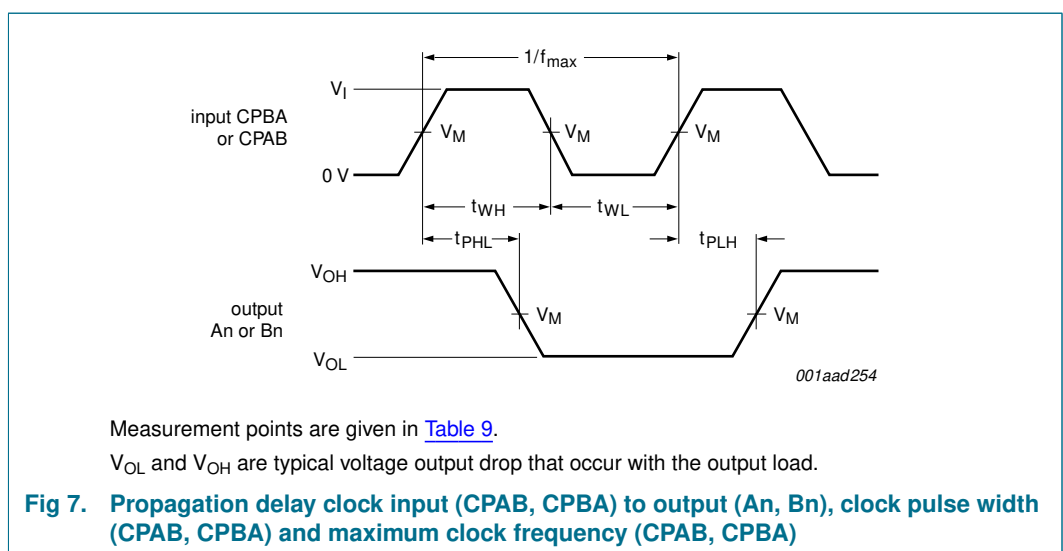 1/fmax
VI
input CPBA
or CPAB
VM
VM
VM
0 V
tWH
tWL
tPHL
tPLH
VOH
output
An or Bn
VM
VM
VOL
001aad254
Measurement points are given in Table 9.
VOL and VOH are typical voltage output drop that occur with the output load.
Fig 7. Propagation delay clock input (CPAB, CPBA) to output (An, Bn), clock pulse width
(CPAB, CPBA) and maximum clock frequency (CPAB, CPBA)